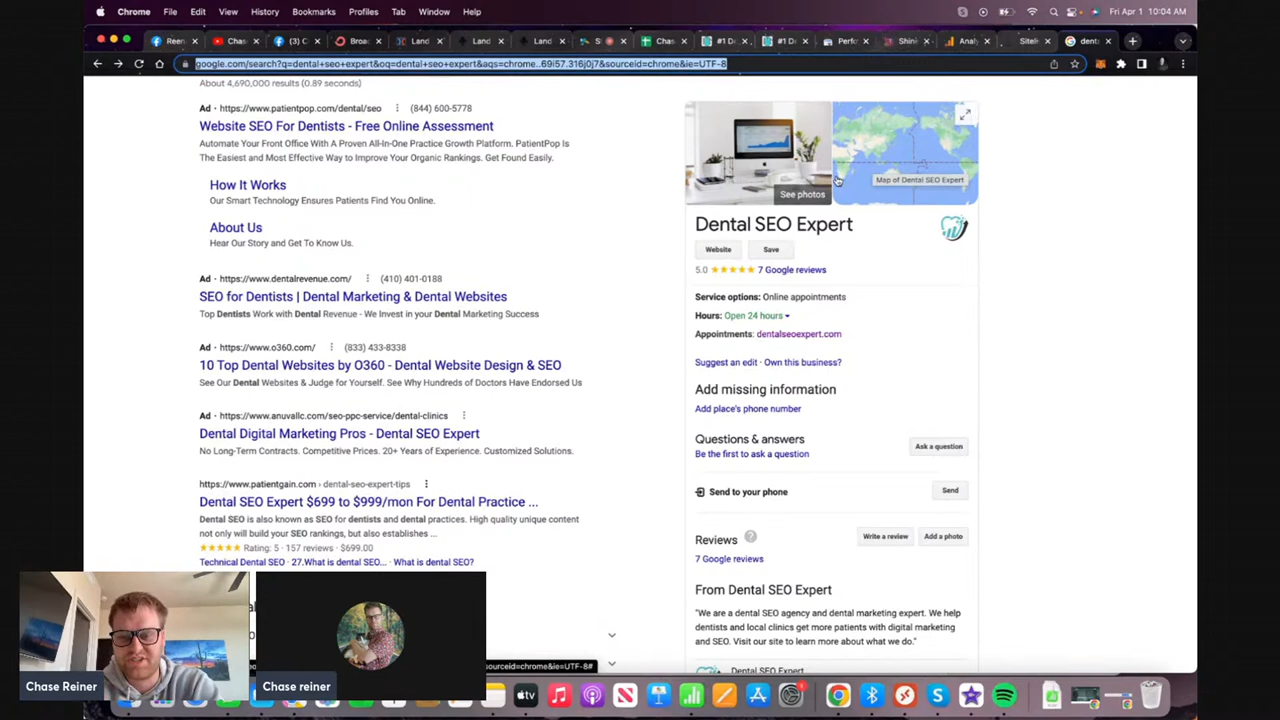 Chrome File Edit View History Bookmarks Profiles Tab Window Help Fri Apr 1 10:04 AM
Reen Chas (3) C Broac Land Land Land S Chas #1 Di #1 Di Perfo Shink Analy Siteli dent
google.com/search?q=dental+seo+expert&oq=dental+seo+expert&aqs=chrome..69i57.316j0j7&sourceid=chrome&ie=UTF-8
About 4,690,000 results (0.89 seconds)
Ad · https://www.patientpop.com/dental/seo (844) 600-5778
Website SEO For Dentists - Free Online Assessment
Automate Your Front Office With A Proven All-In-One Practice Growth Platform. PatientPop Is
The Easiest and Most Effective Way to Improve Your Organic Rankings. Get Found Easily.
How It Works
Our Smart Technology Ensures Patients Find You Online.
About Us
Hear Our Story and Get To Know Us.
Ad · https://www.dentalrevenue.com/ (410) 401-0188
SEO for Dentists | Dental Marketing & Dental Websites
Top Dentists Work with Dental Revenue - We Invest in your Dental Marketing Success
Ad · https://www.o360.com/ (833) 433-8338
10 Top Dental Websites by O360 - Dental Website Design & SEO
See Our Dental Websites & Judge for Yourself. See Why Hundreds of Doctors Have Endorsed Us
Ad · https://www.anuvallc.com/seo-ppc-service/dental-clinics
Dental Digital Marketing Pros - Dental SEO Expert
No Long-Term Contracts. Competitive Prices. 20+ Years of Experience. Customized Solutions.
https://www.patientgain.com › dental-seo-expert-tips
Dental SEO Expert $699 to $999/mon For Dental Practice ...
Dental SEO is also known as SEO for dentists and dental practices. High quality unique content
not only will build your SEO rankings, but also establishes ...
Rating: 5 · 157 reviews · $699.00
Technical Dental SEO · 27.What is dental SEO... · What is dental SEO?
sourceid=chrome&ie=UTF-8#
See photos
Map of Dental SEO Expert
Dental SEO Expert
Website Save
5.0 7 Google reviews
Service options: Online appointments
Hours: Open 24 hours
Appointments: dentalseoexpert.com
Suggest an edit · Own this business?
Add missing information
Add place's phone number
Questions & answers
Be the first to ask a question
Ask a question
Send to your phone
Send
Reviews
Write a review Add a photo
7 Google reviews
From Dental SEO Expert
"We are a dental SEO agency and dental marketing expert. We help
dentists and local clinics get more patients with digital marketing
and SEO. Visit our site to learn more about what we do."
Dental SEO Expert
Chase Reiner
Chase reiner
tv